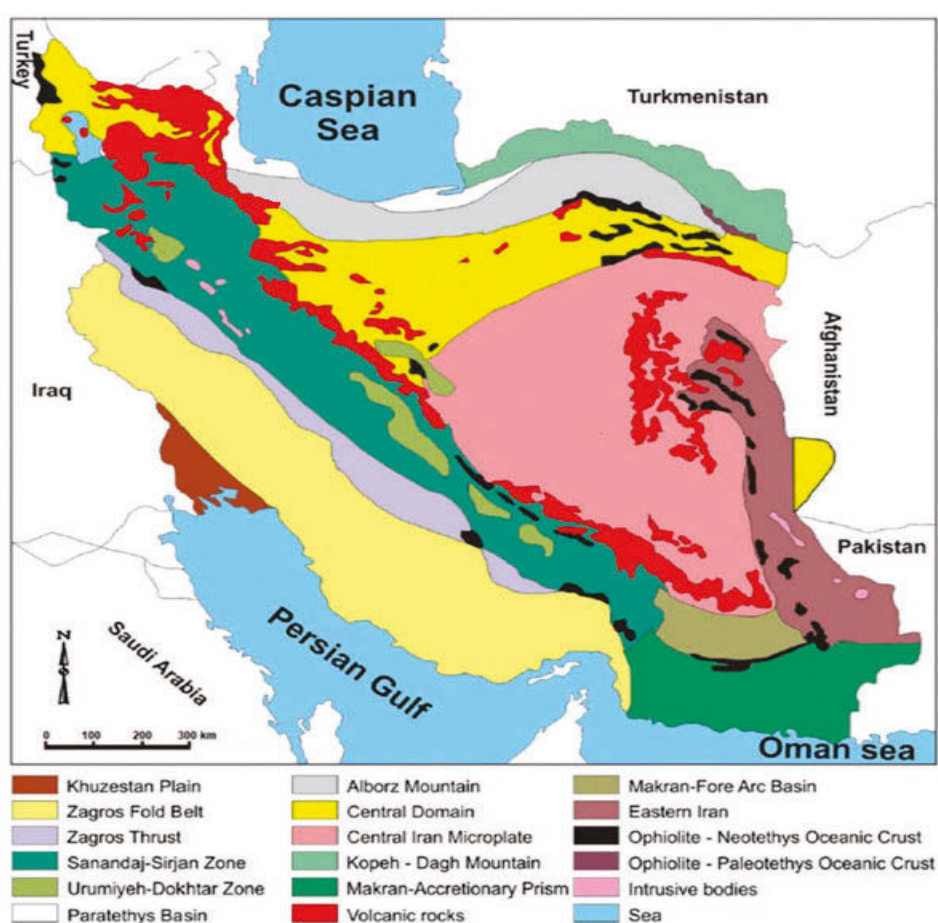 Turkey
Caspian
Sea
Turkmenistan
Iraq
Afghanistan
Pakistan
Saudi Arabia
Persian Gulf
Oman sea
N
0 100 200 300 km
Khuzestan Plain
Zagros Fold Belt
Zagros Thrust
Sanandaj-Sirjan Zone
Urumiyeh-Dokhtar Zone
Paratethys Basin
Alborz Mountain
Central Domain
Central Iran Microplate
Kopeh - Dagh Mountain
Makran-Accretionary Prism
Volcanic rocks
Makran-Fore Arc Basin
Eastern Iran
Ophiolite - Neotethys Oceanic Crust
Ophiolite - Paleotethys Oceanic Crust
Intrusive bodies
Sea